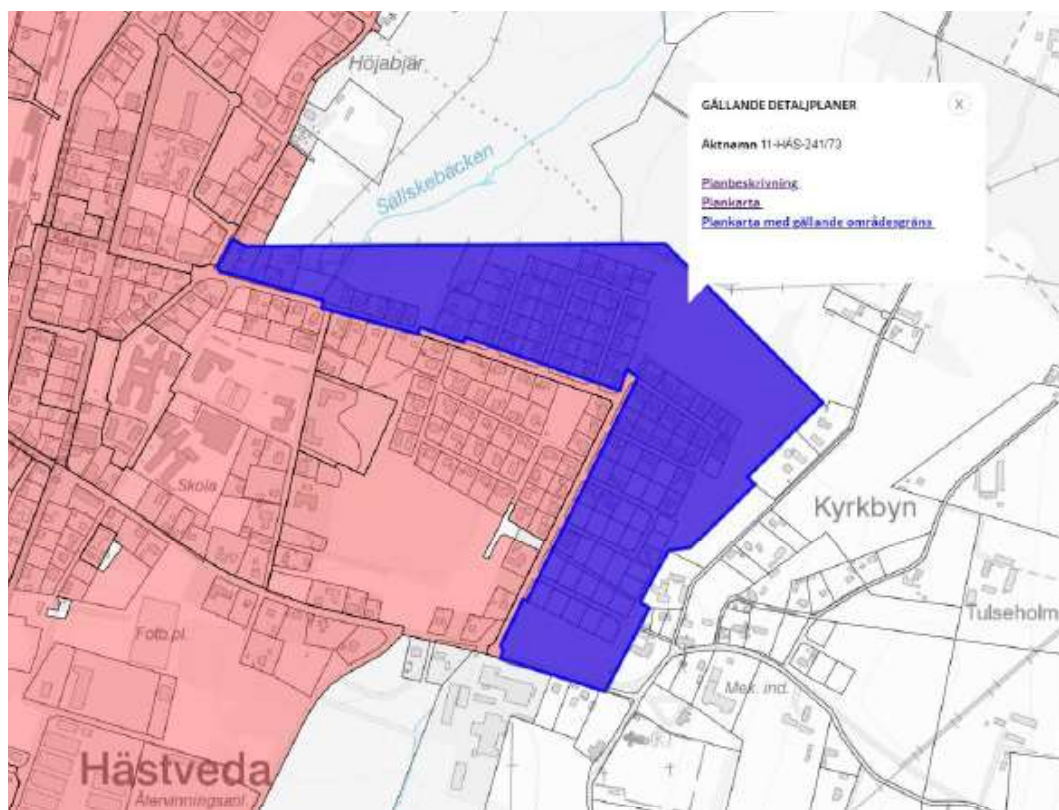 Höjabjär
GÄLLANDE DETALJPLANER
X
Aktnamn 11-HÄS-241/73
Sällskebäcken
Planbeskrivning
Plankarta
Plankarta med gällande områdesgräns
Skola
Kyrkbyn
Fotb.pl.
Tulseholm
Mek. ind.
Hästveda
Återvinningsanl.